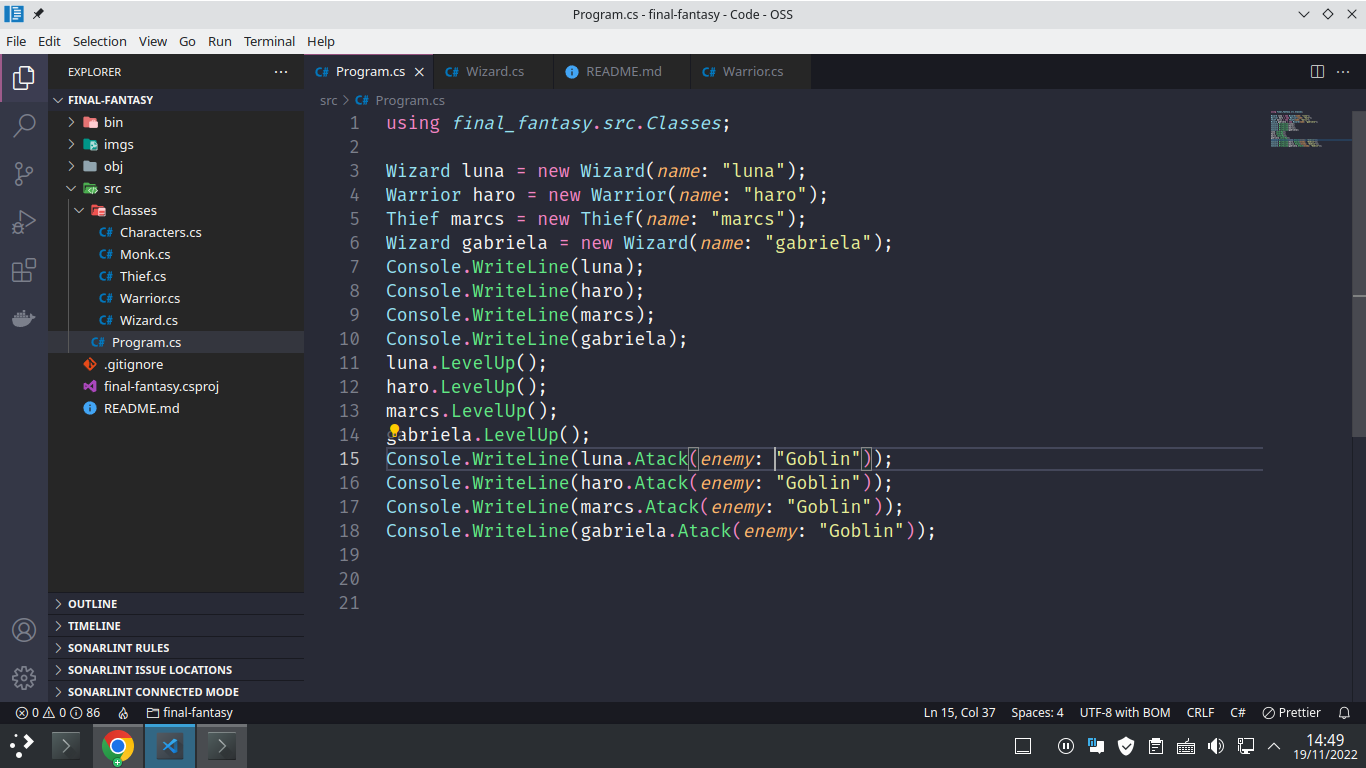 Program.cs - final-fantasy - Code - OSS
File Edit Selection View Go Run Terminal Help
EXPLORER
FINAL-FANTASY
bin
imgs
obj
src
Classes
C# Characters.cs
C# Monk.cs
C# Thief.cs
C# Warrior.cs
C# Wizard.cs
C# Program.cs
.gitignore
final-fantasy.csproj
README.md
OUTLINE
TIMELINE
SONARLINT RULES
SONARLINT ISSUE LOCATIONS
SONARLINT CONNECTED MODE
C# Program.cs C# Wizard.cs README.md C# Warrior.cs
src > C# Program.cs
1 using final_fantasy.src.Classes;
2
3 Wizard luna = new Wizard(name: "luna");
4 Warrior haro = new Warrior(name: "haro");
5 Thief marcs = new Thief(name: "marcs");
6 Wizard gabriela = new Wizard(name: "gabriela");
7 Console.WriteLine(luna);
8 Console.WriteLine(haro);
9 Console.WriteLine(marcs);
10 Console.WriteLine(gabriela);
11 luna.LevelUp();
12 haro.LevelUp();
13 marcs.LevelUp();
14 gabriela.LevelUp();
15 Console.WriteLine(luna.Atack(enemy: "Goblin"));
16 Console.WriteLine(haro.Atack(enemy: "Goblin"));
17 Console.WriteLine(marcs.Atack(enemy: "Goblin"));
18 Console.WriteLine(gabriela.Atack(enemy: "Goblin"));
19
20
21
0 0 86 final-fantasy Ln 15, Col 37 Spaces: 4 UTF-8 with BOM CRLF C# Prettier
14:49
19/11/2022